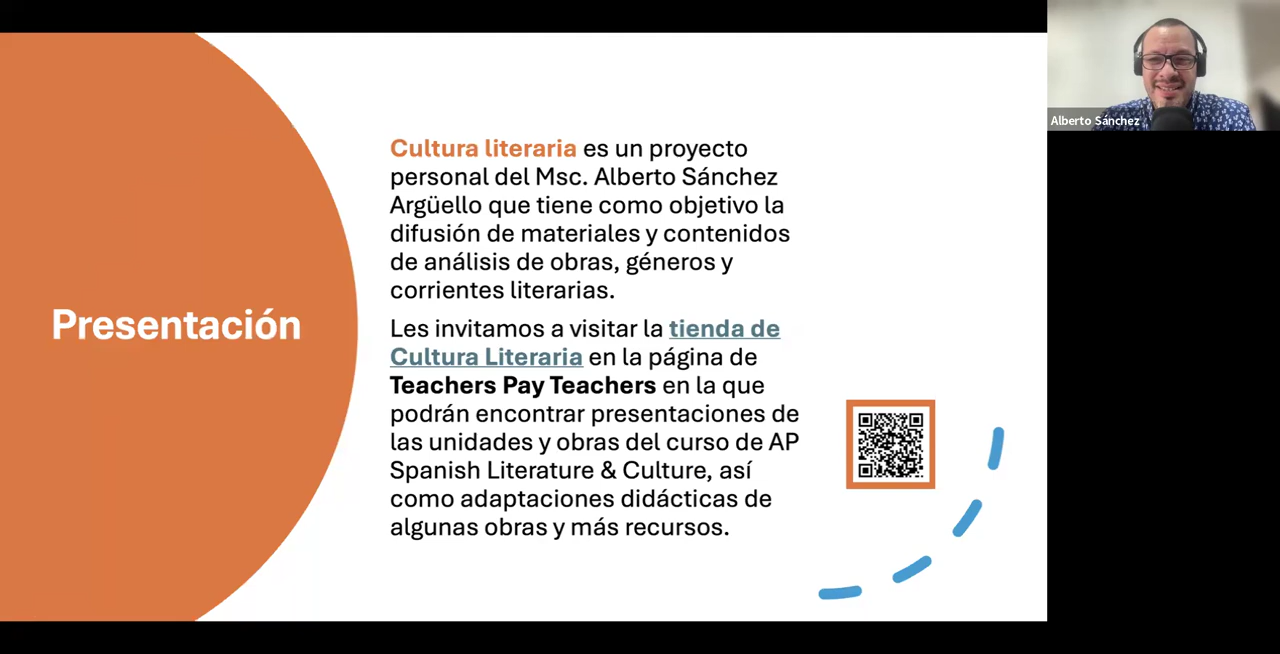 Presentación
Cultura literaria es un proyecto
personal del Msc. Alberto Sánchez
Argüello que tiene como objetivo la
difusión de materiales y contenidos
de análisis de obras, géneros y
corrientes literarias.
Les invitamos a visitar la tienda de
Cultura Literaria en la página de
Teachers Pay Teachers en la que
podrán encontrar presentaciones de
las unidades y obras del curso de AP
Spanish Literature & Culture, así
como adaptaciones didácticas de
algunas obras y más recursos.
Alberto Sánchez